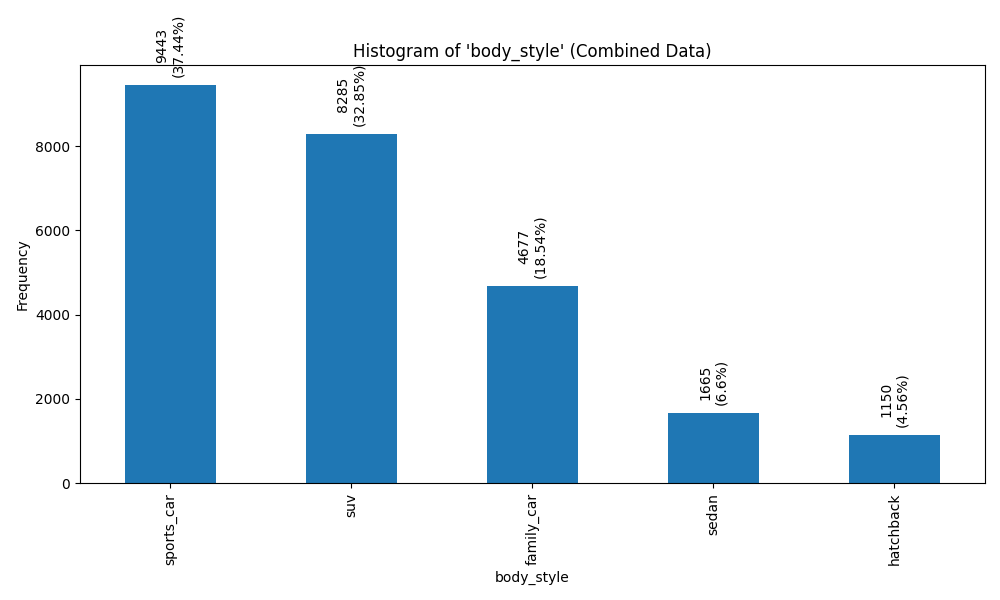 Histogram of 'body_style' (Combined Data)
9443
(37.44%)
8285
(32.85%)
4677
(18.54%)
1665
(6.6%)
1150
(4.56%)
Frequency
8000
6000
4000
2000
0
sports_car
suv
family_car
sedan
hatchback
body_style